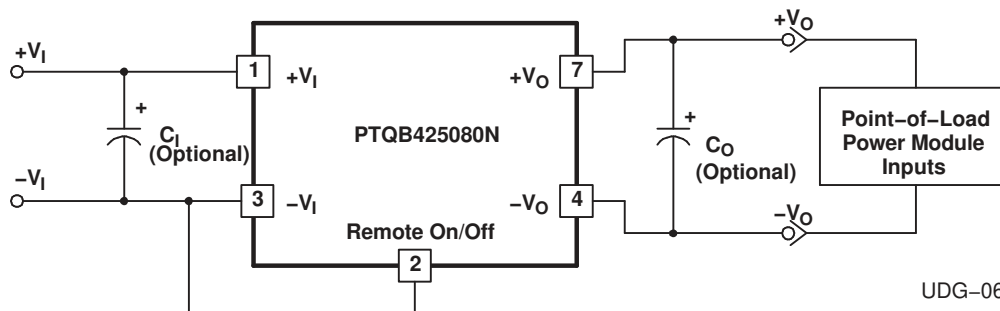 +VI
+
CI
(Optional)
−VI
1
+VI
3
−VI
PTQB425080N
Remote On/Off
2
7
+VO
4
−VO
+
CO
(Optional)
+VO
−VO
Point−of−Load
Power Module
Inputs
UDG−06